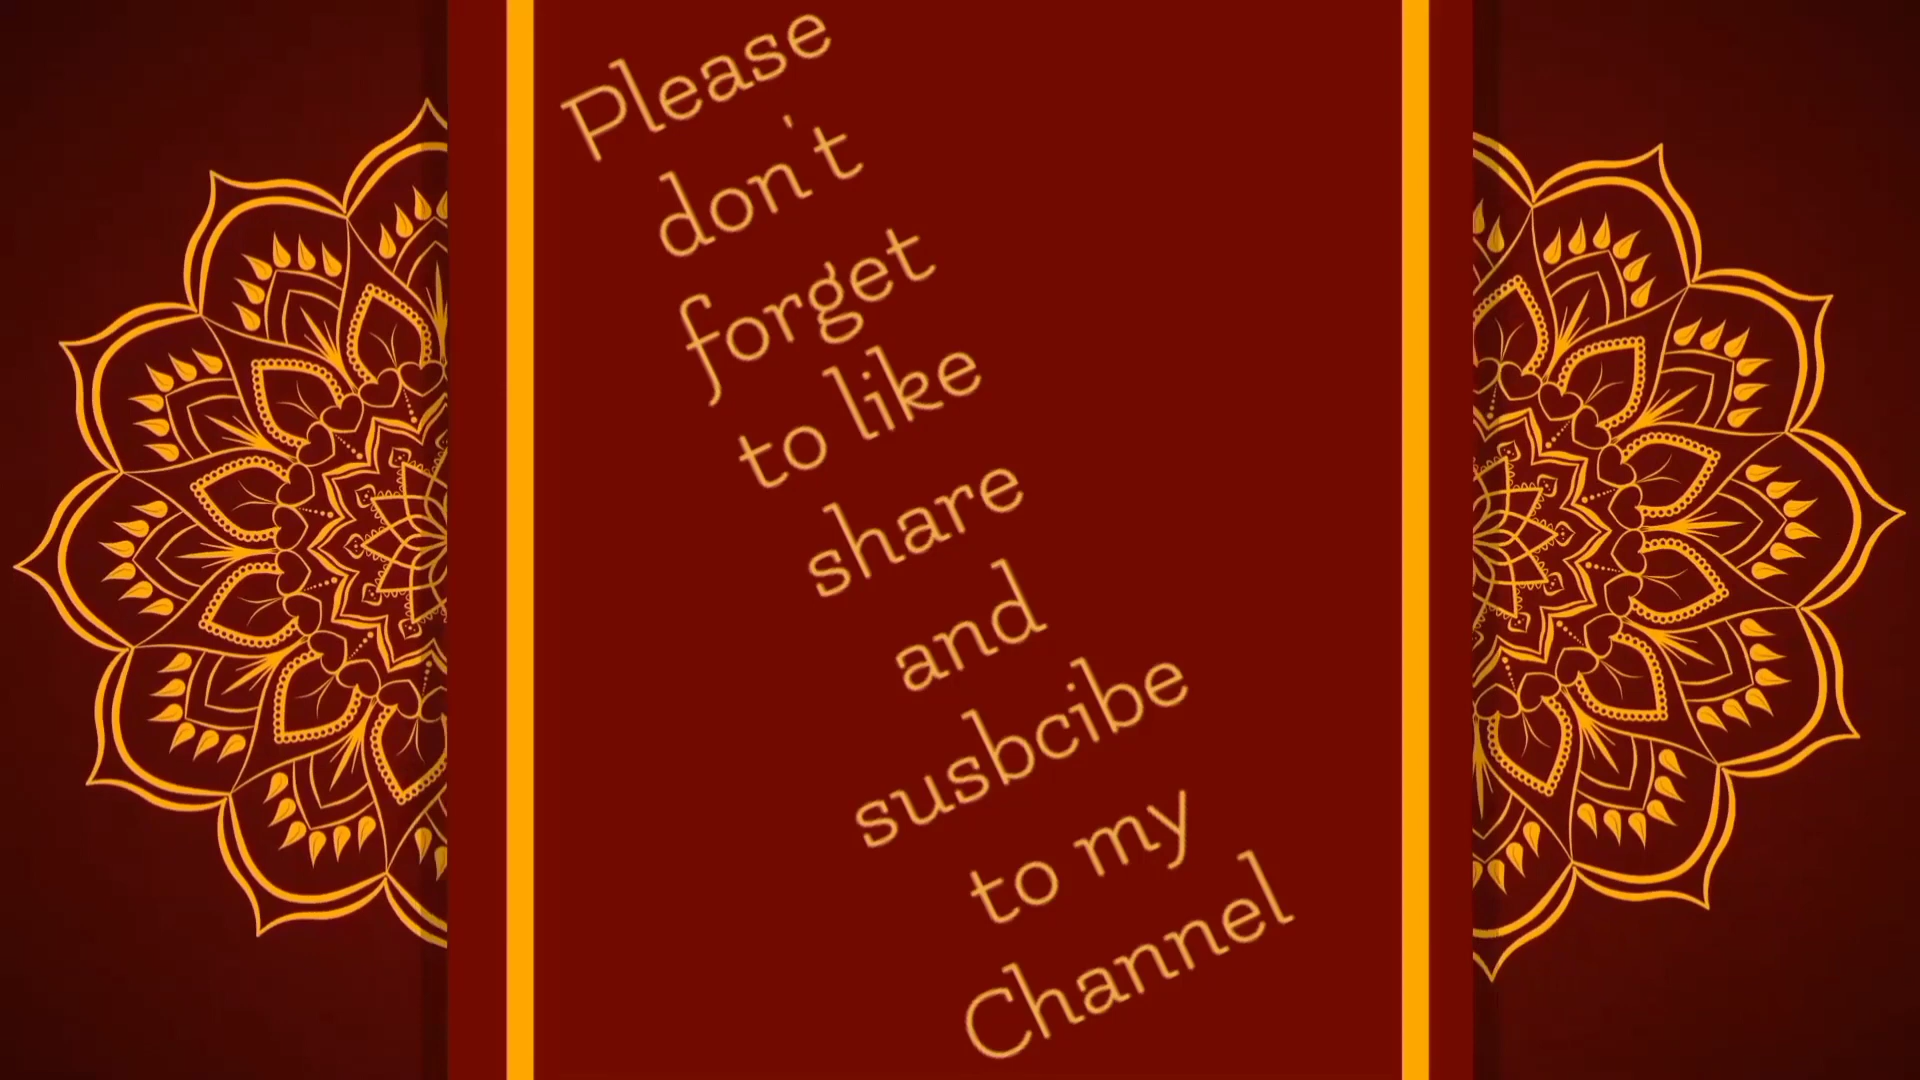 Please
don't
forget
to like
share
and
susbcibe
to my
Channel